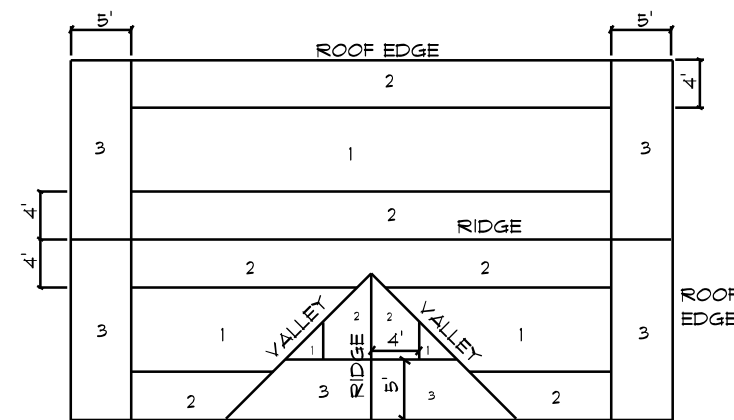 5' 5'
ROOF EDGE
2 4'
3 1 3
4' 2
RIDGE
4' 2 2
ROOF
EDGE
VALLEY 2 2 VALLEY
3 1 1 RIDGE 4' 1 1 3
2 3 5' 3 2